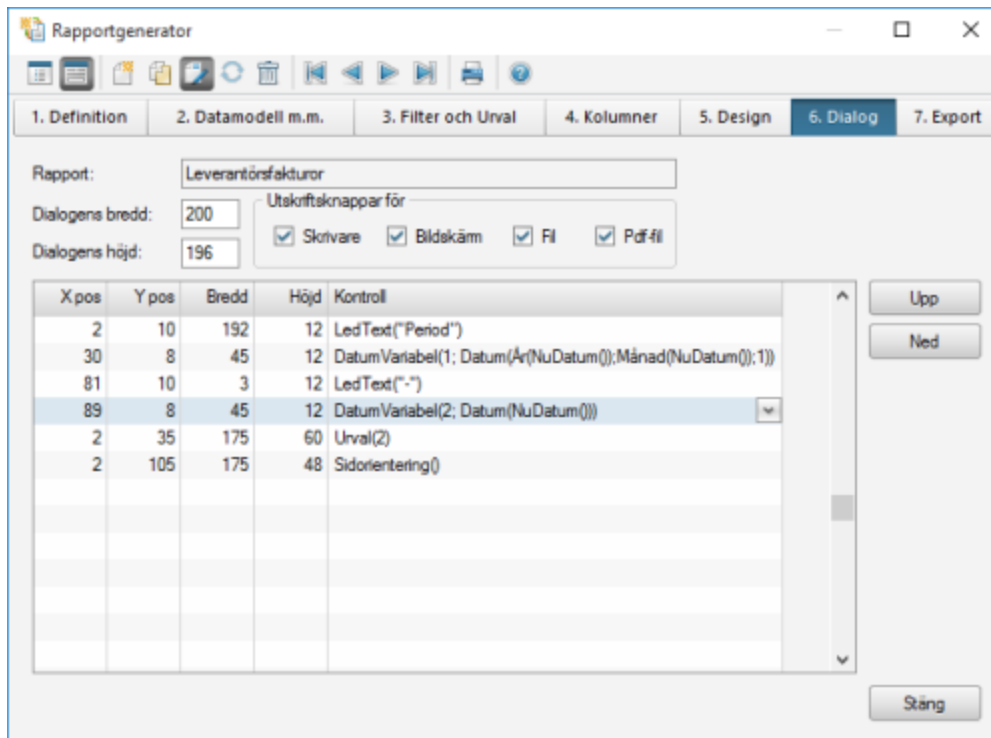 Rapportgenerator
1. Definition 2. Datamodell m.m. 3. Filter och Urval 4. Kolumner 5. Design 6. Dialog 7. Export
Rapport: Leverantörsfakturor
Dialogens bredd: 200 Utskriftsknappar för
Skrivare Bildskärm Fil Pdf-fil
Dialogens höjd: 196
X pos Y pos Bredd Höjd Kontroll Upp
2 10 192 12 LedText("Period")
30 8 45 12 DatumVariabel(1; Datum(År(NuDatum());Månad(NuDatum());1)) Ned
81 10 3 12 LedText("-")
89 8 45 12 DatumVariabel(2; Datum(NuDatum()))
2 35 175 60 Urval(2)
2 105 175 48 Sidorientering()
Stäng